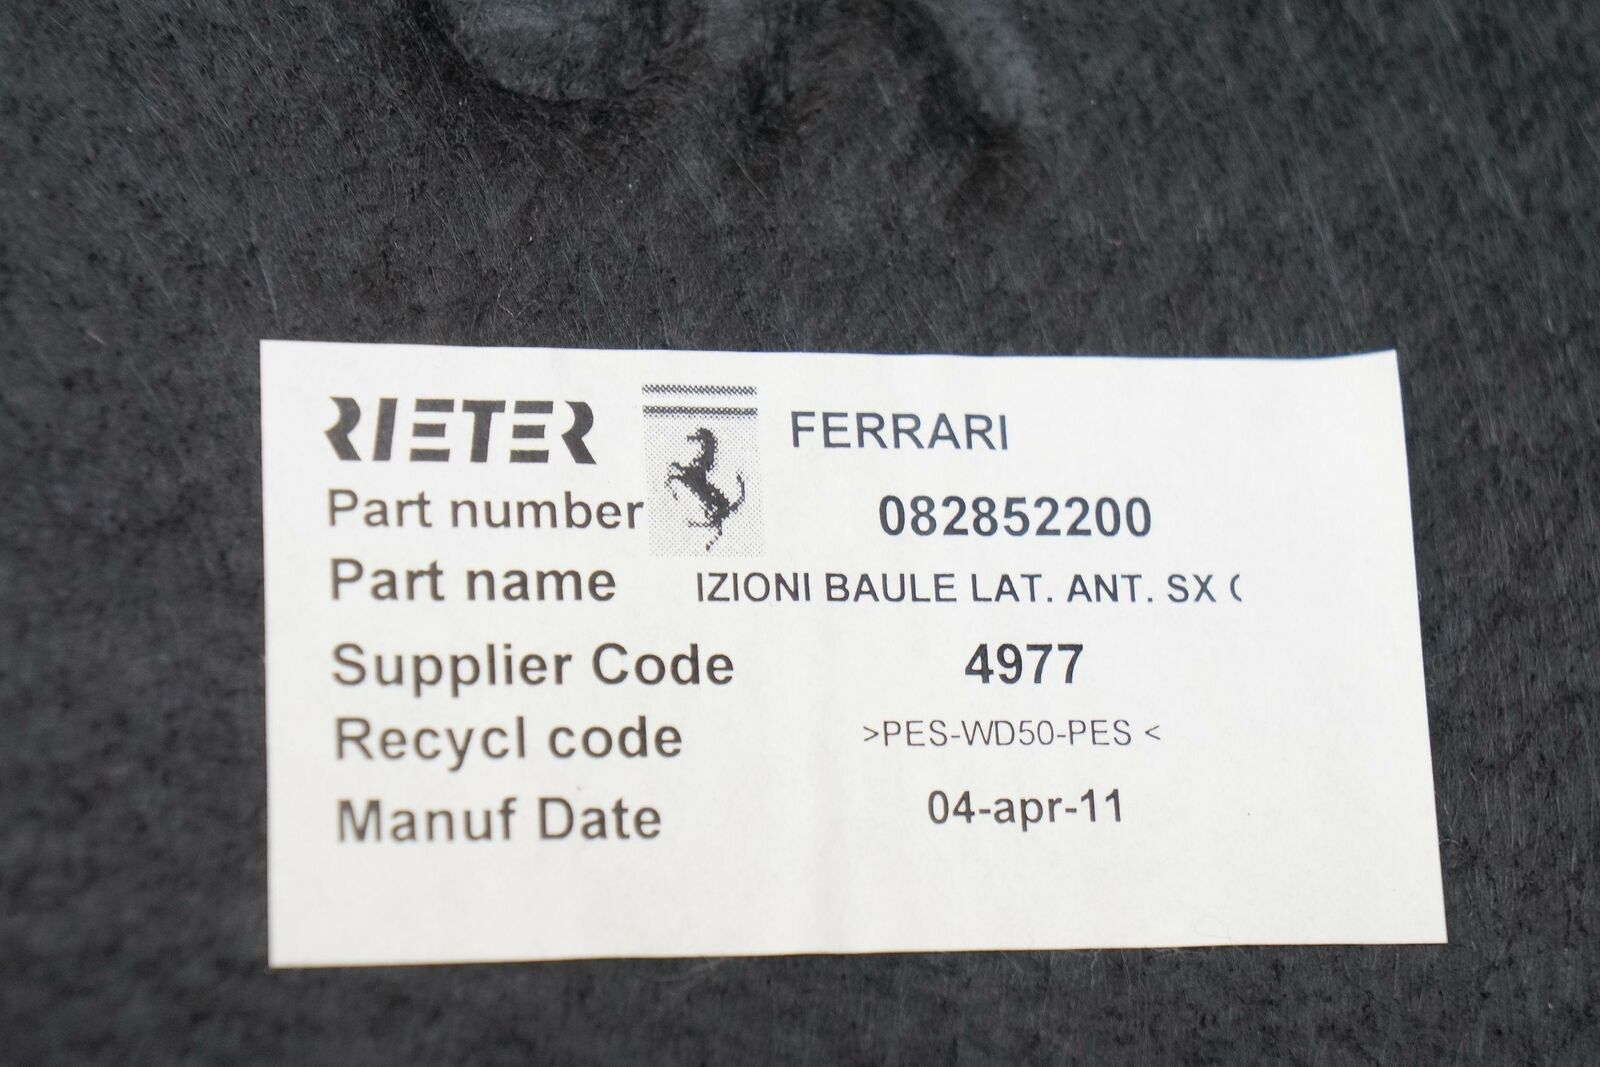 RIETER FERRARI
Part number 082852200
Part name IZIONI BAULE LAT. ANT. SX (
Supplier Code 4977
Recycl code >PES-WD50-PES <
Manuf Date 04-apr-11